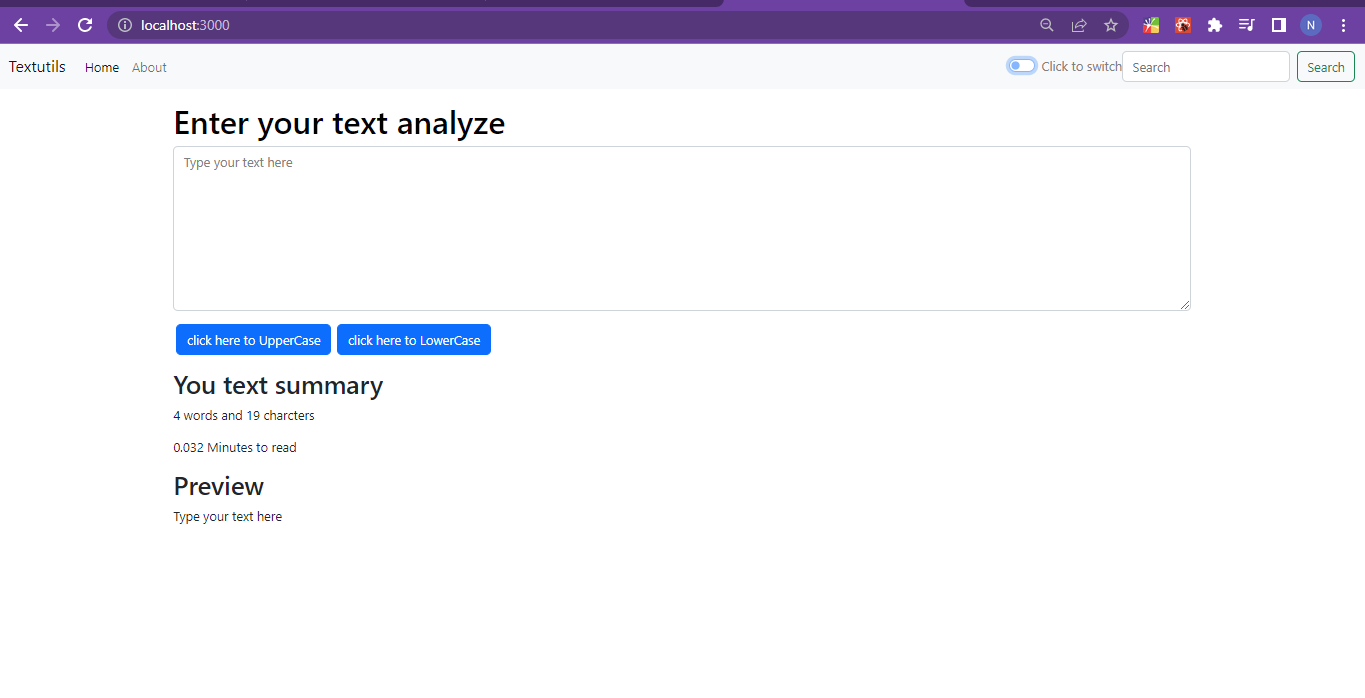 localhost:3000
N
Textutils Home About Click to switch Search Search
Enter your text analyze
Type your text here
click here to UpperCase click here to LowerCase
You text summary
4 words and 19 charcters
0.032 Minutes to read
Preview
Type your text here